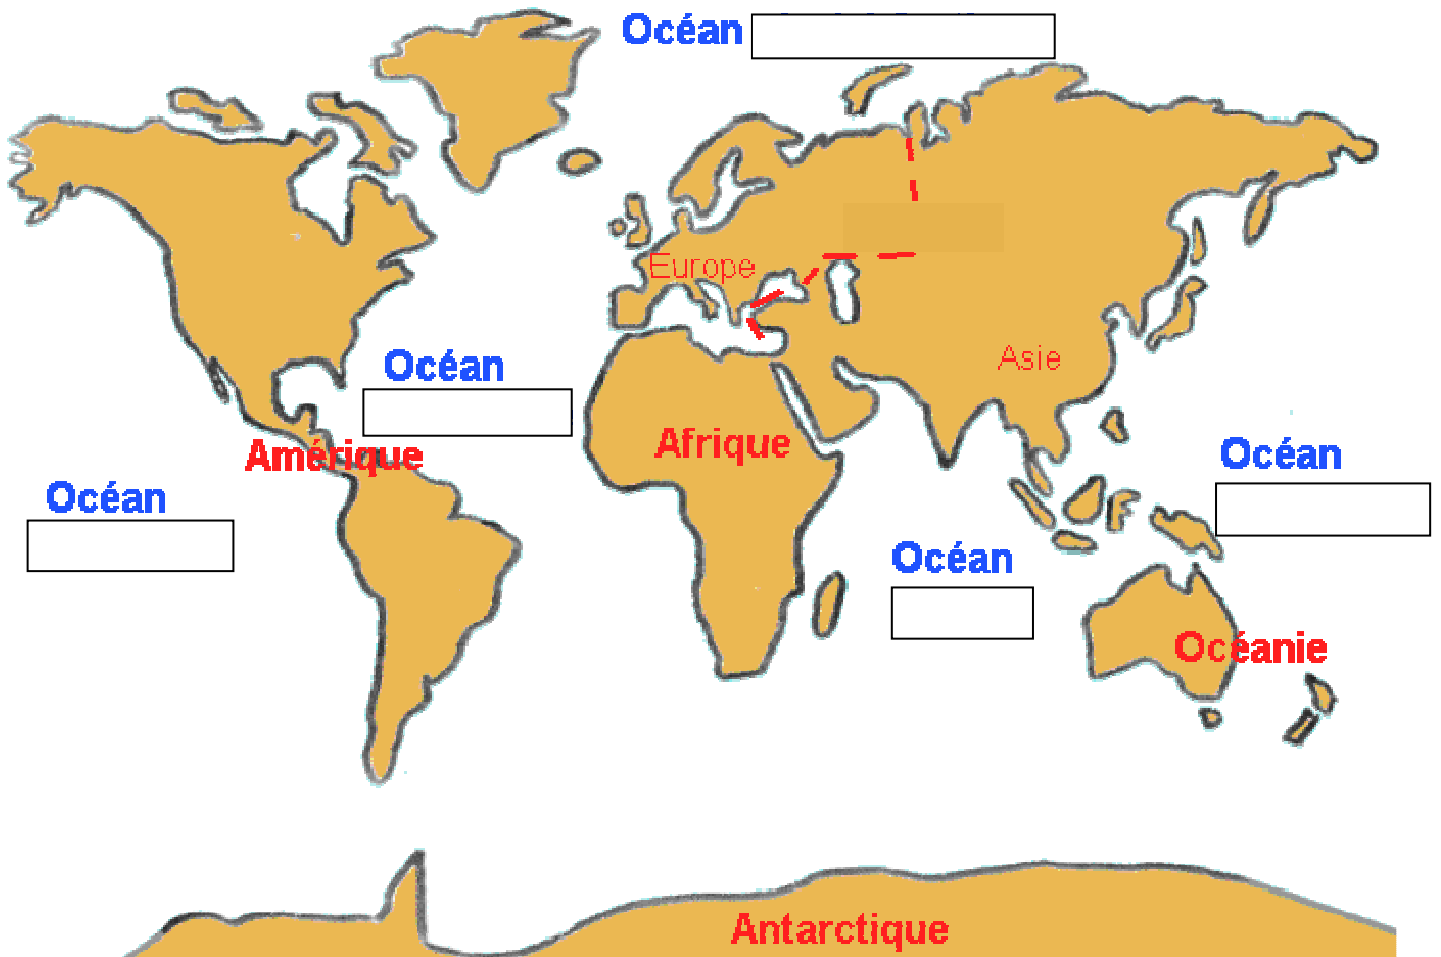 Océan
Europe
Asie
Océan
Amérique
Afrique
Océan
Océan
Océan
Océanie
Antarctique